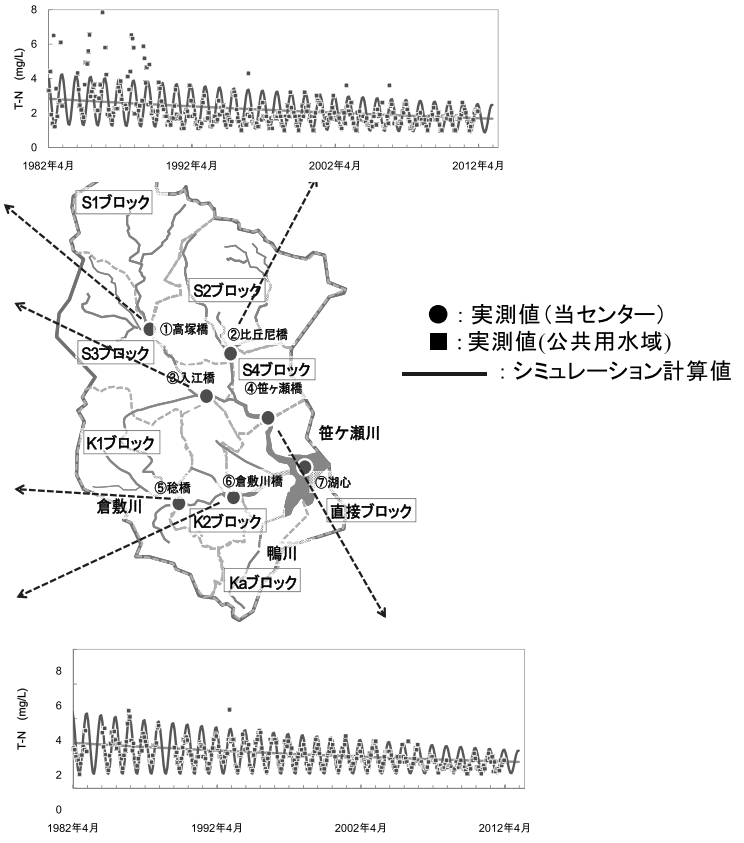 8
6
4
2
0
T-N (mg/L)
1982年4月 1992年4月 2002年4月 2012年4月
S1ブロック
S2ブロック
①高塚橋
②比丘尼橋
S3ブロック
S4ブロック
③入江橋
④笹ヶ瀬橋
●：実測値（当センター）
■：実測値(公共用水域)
：シミュレーション計算値
笹ケ瀬川
K1ブロック
⑥倉敷川橋
⑦湖心
⑤稔橋
倉敷川
K2ブロック
直接ブロック
鴨川
Kaブロック
8
6
4
2
0
T-N (mg/L)
1982年4月 1992年4月 2002年4月 2012年4月